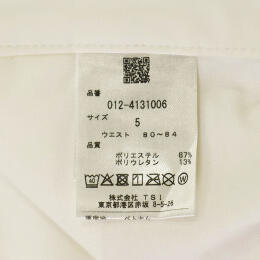 品番
012-4131006
サイズ
5
ウエスト 80~84
品質
ポリエステル 87%
ポリウレタン 13%
40
株式会社 TSI
東京都港区赤坂 8-5-26